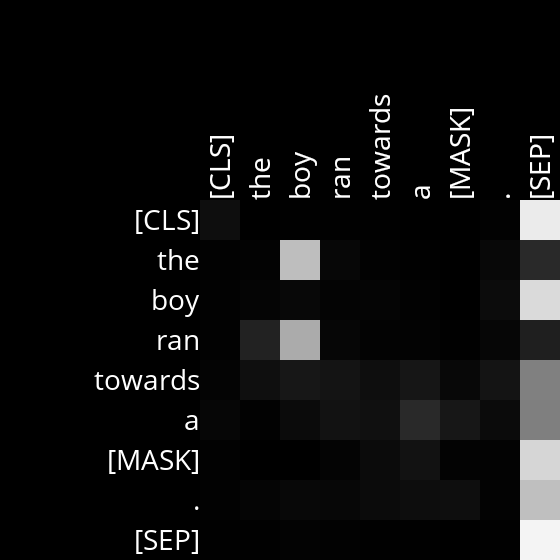 [CLS] the boy ran towards a [MASK] . [SEP]
[CLS]
the
boy
ran
towards
a
[MASK]
.
[SEP]